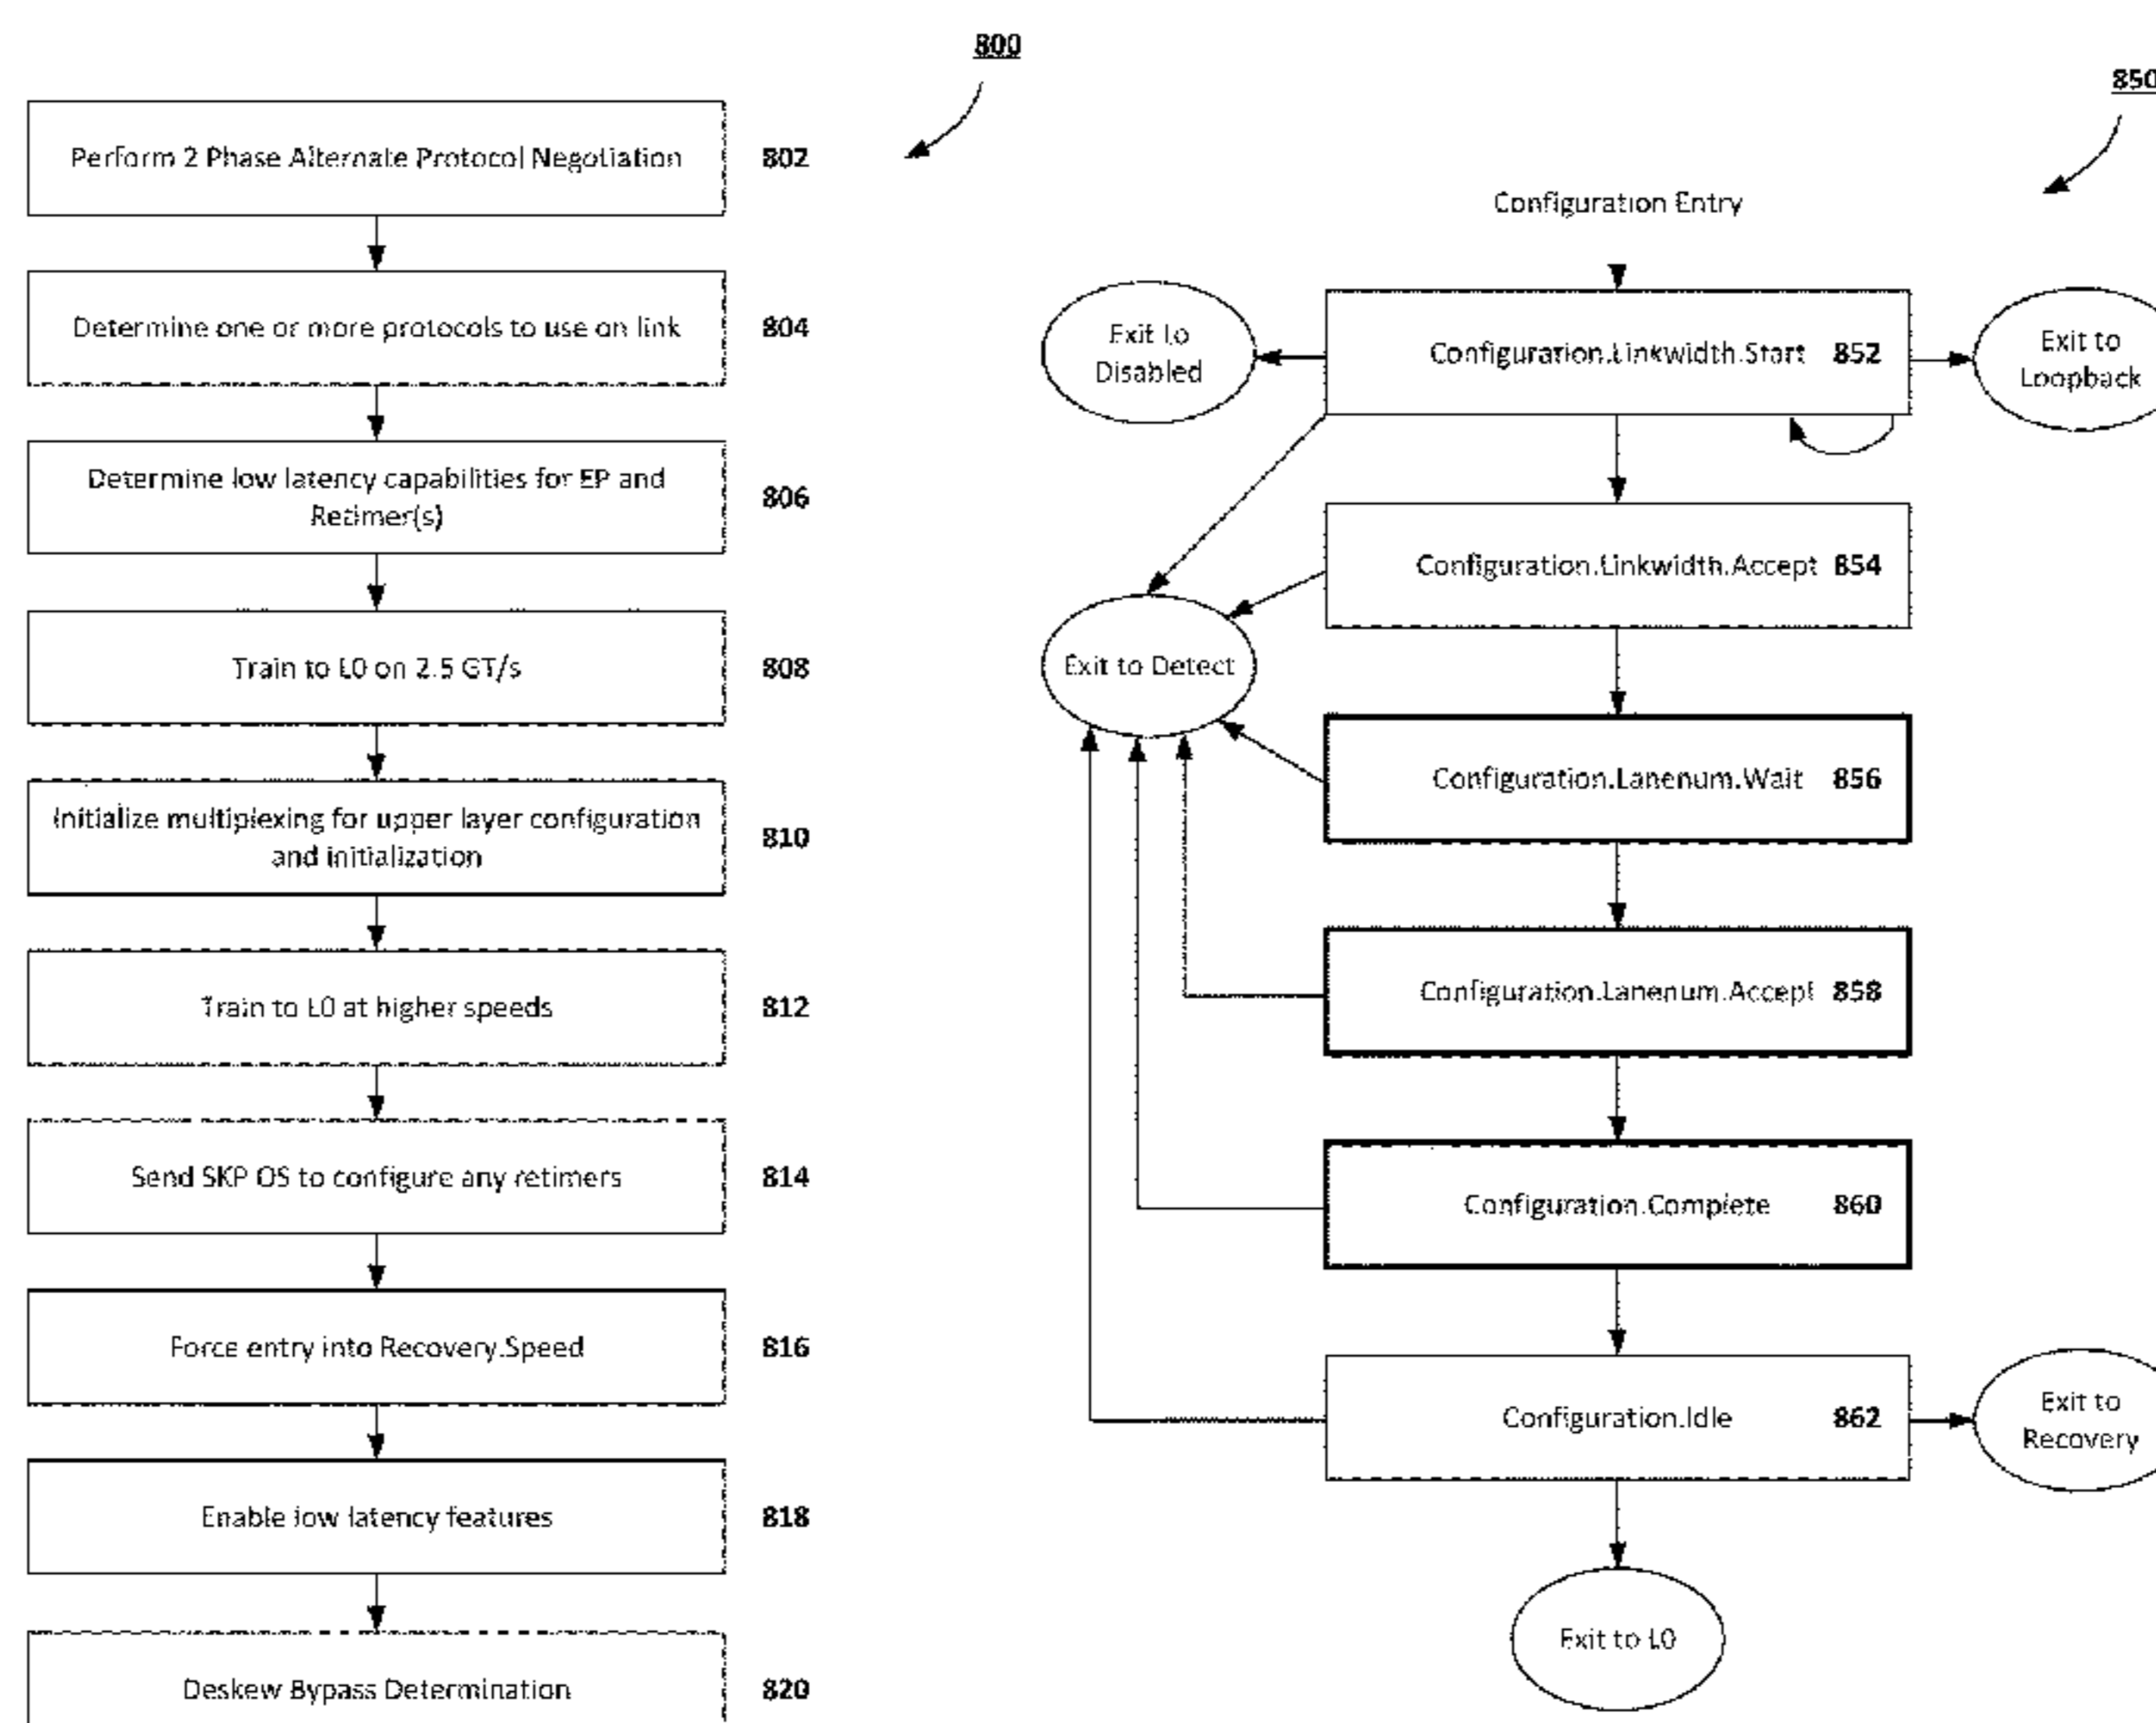 800
Perform 2 Phase Alternate Protocol Negotiation 802
Determine one or more protocols to use on link 804
Determine low latency capabilities for EP and
Retimer(s)
806
Train to L0 on 2.5 GT/s 808
Initialize multiplexing for upper layer configuration
and initialization
810
Train to L0 at higher speeds 812
Send SKP OS to configure any retimers 814
Force entry into Recovery.Speed 816
Enable low latency features 818
Deskew Bypass Determination 820
850
Configuration Entry
Exit to
Disabled
Configuration.Linkwidth.Start 852
Exit to
Loopback
Configuration.Linkwidth.Accept 854
Exit to Detect
Configuration.Lanenum.Wait 856
Configuration.Lanenum.Accept 858
Configuration.Complete 860
Configuration.Idle 862
Exit to
Recovery
Exit to L0